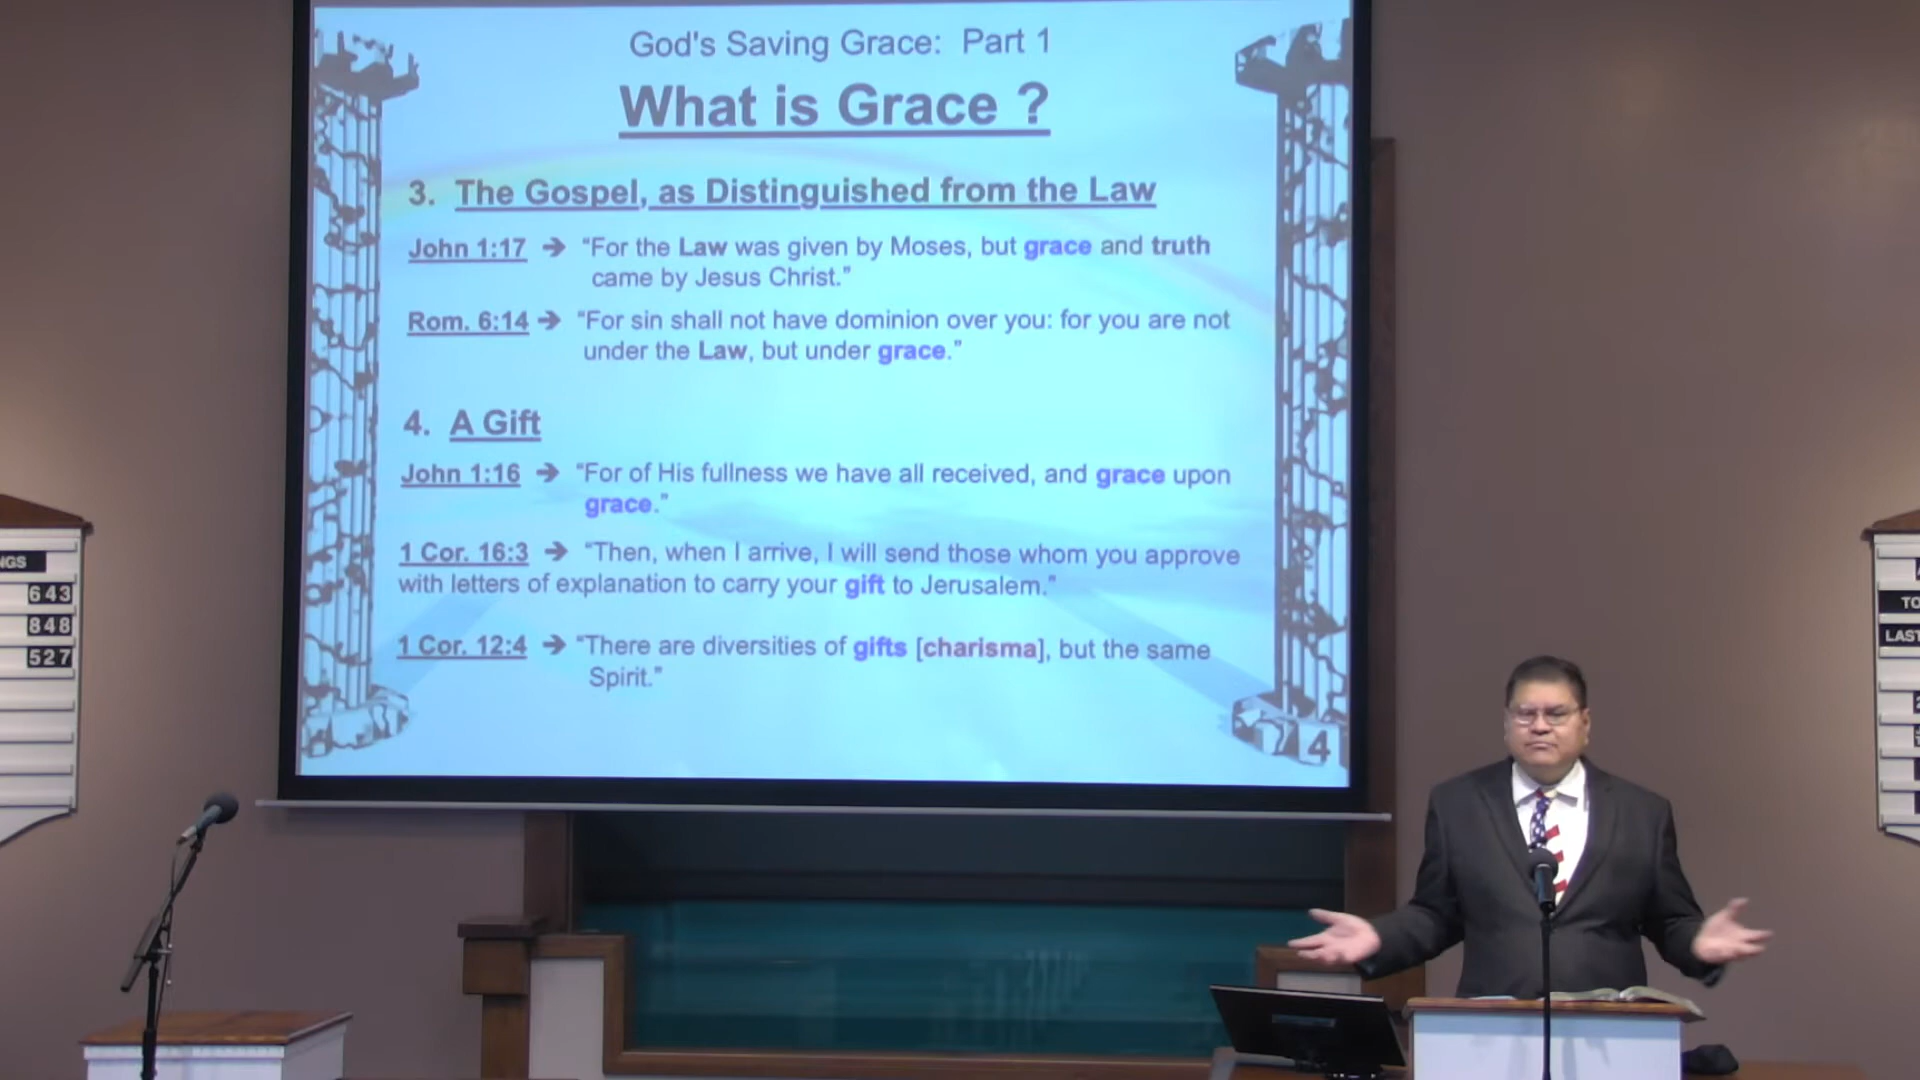 God's Saving Grace: Part 1
What is Grace ?
3. The Gospel, as Distinguished from the Law
John 1:17 → “For the Law was given by Moses, but grace and truth
came by Jesus Christ.”
Rom. 6:14 → “For sin shall not have dominion over you: for you are not
under the Law, but under grace.”
4. A Gift
John 1:16 → “For of His fullness we have all received, and grace upon
grace.”
1 Cor. 16:3 → “Then, when I arrive, I will send those whom you approve
with letters of explanation to carry your gift to Jerusalem.”
1 Cor. 12:4 → “There are diversities of gifts [charisma], but the same
Spirit.”
4
NGS
643
848
527
TO
LAST